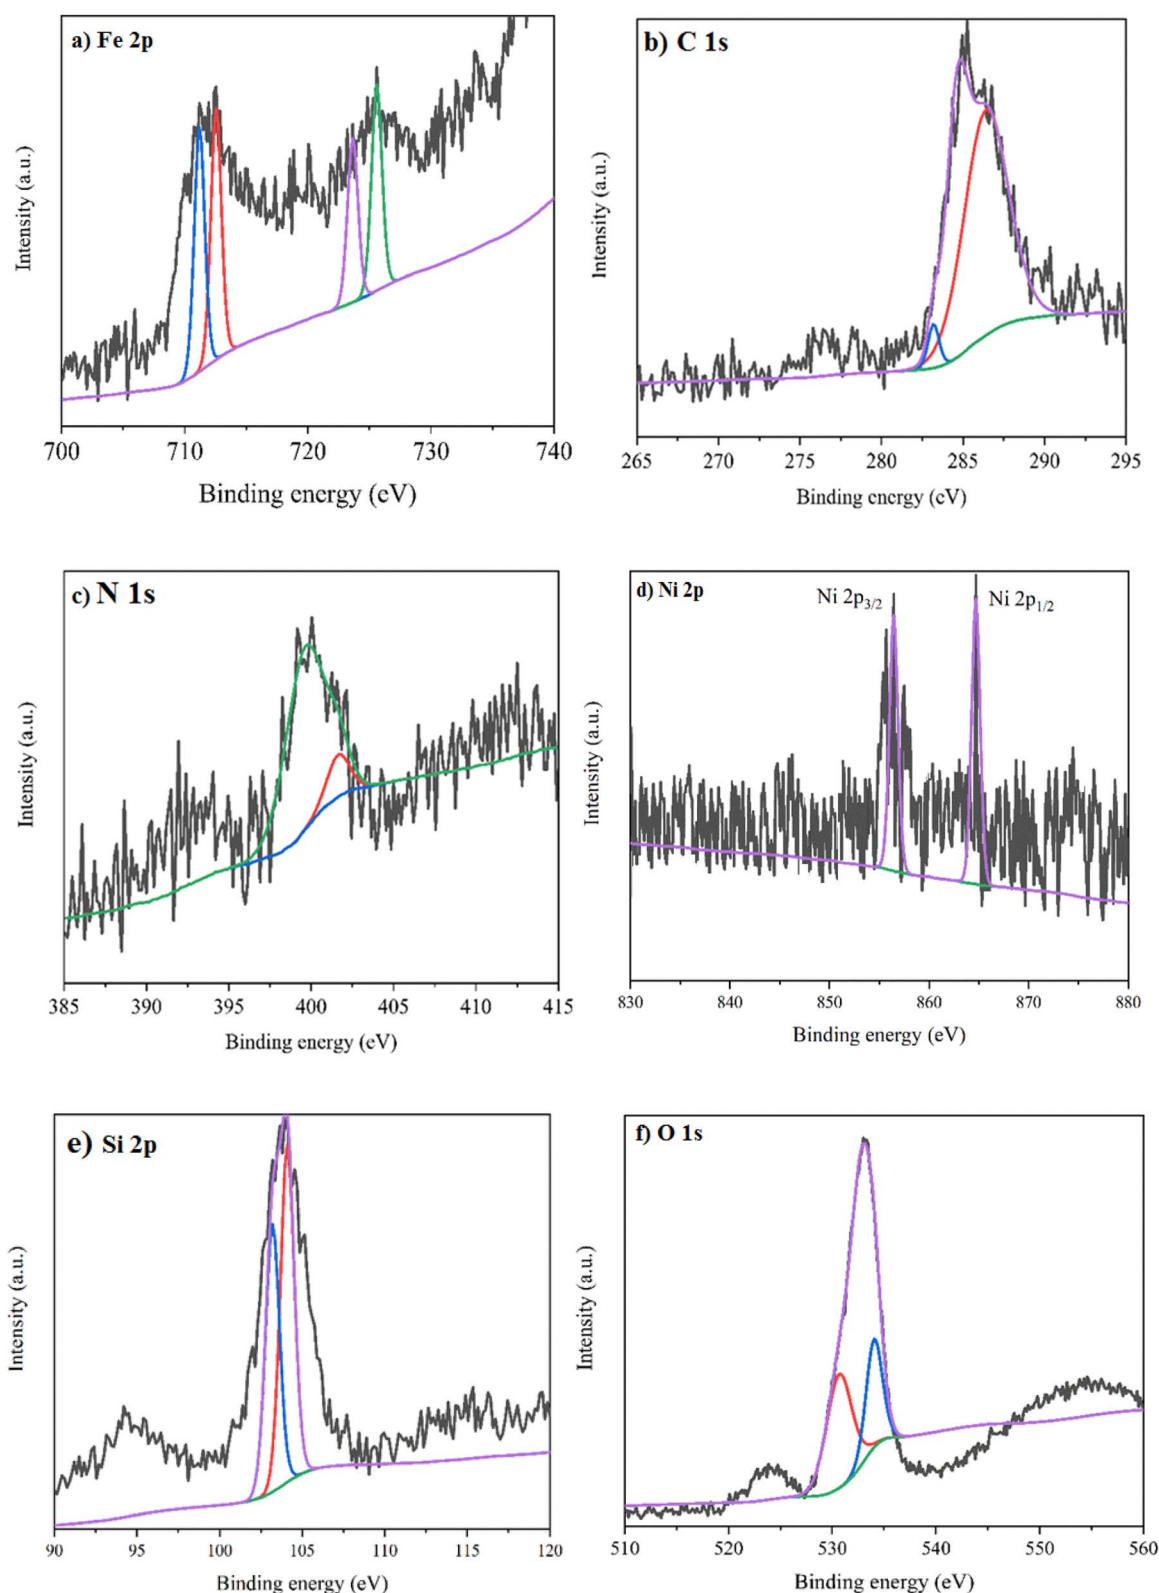 a) Fe 2p
Intensity (a.u.)
700 710 720 730 740
Binding energy (eV)
b) C 1s
Intensity (a.u.)
265 270 275 280 285 290 295
Binding energy (eV)
c) N 1s
Intensity (a.u.)
385 390 395 400 405 410 415
Binding energy (eV)
d) Ni 2p
Ni 2p3/2
Ni 2p1/2
Intensity (a.u.)
830 840 850 860 870 880
Binding energy (eV)
e) Si 2p
Intensity (a.u.)
90 95 100 105 110 115 120
Binding energy (eV)
f) O 1s
Intensity (a.u.)
510 520 530 540 550 560
Binding energy (eV)